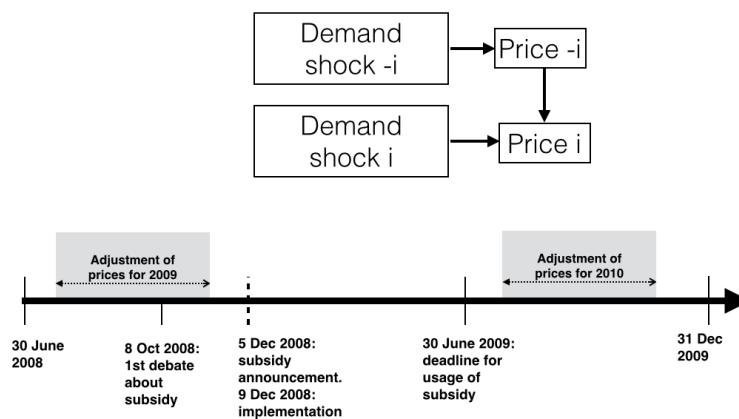 Demand
shock -i
Price -i
Demand
shock i
Price i
Adjustment of
prices for 2009
Adjustment of
prices for 2010
30 June
2008
8 Oct 2008:
1st debate
about
subsidy
5 Dec 2008:
subsidy
announcement.
9 Dec 2008:
implementation
30 June 2009:
deadline for
usage of
subsidy
31 Dec
2009